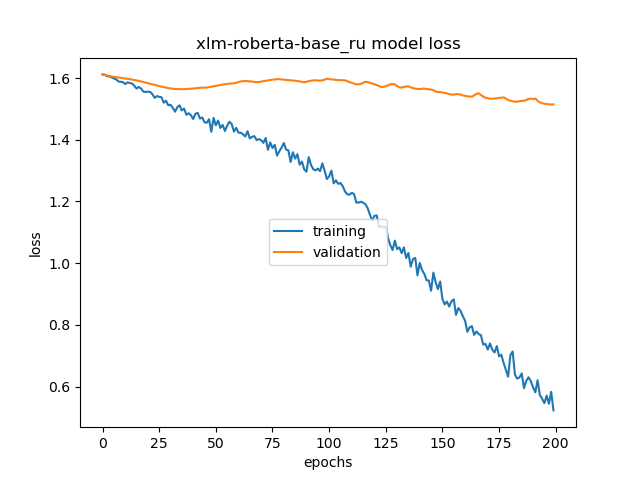 xlm-roberta-base_ru model loss
loss
1.6
1.4
1.2
1.0
0.8
0.6
training
validation
0 25 50 75 100 125 150 175 200
epochs